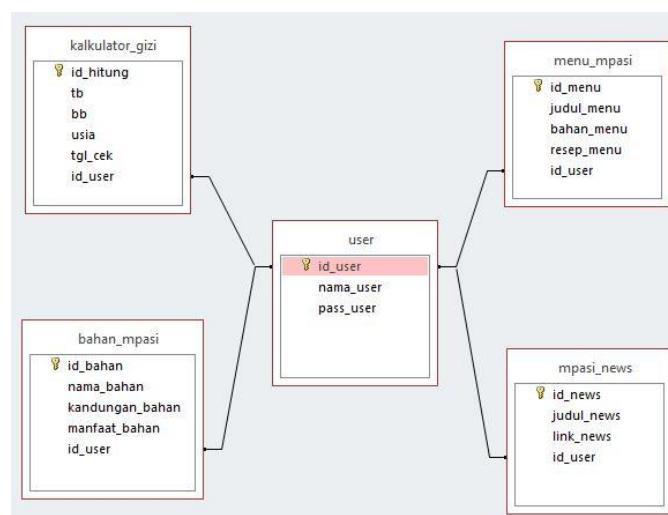 kalkulator_gizi
id_hitung
tb
bb
usia
tgl_cek
id_user
menu_mpasi
id_menu
judul_menu
bahan_menu
resep_menu
id_user
user
id_user
nama_user
pass_user
bahan_mpasi
id_bahan
nama_bahan
kandungan_bahan
manfaat_bahan
id_user
mpasi_news
id_news
judul_news
link_news
id_user